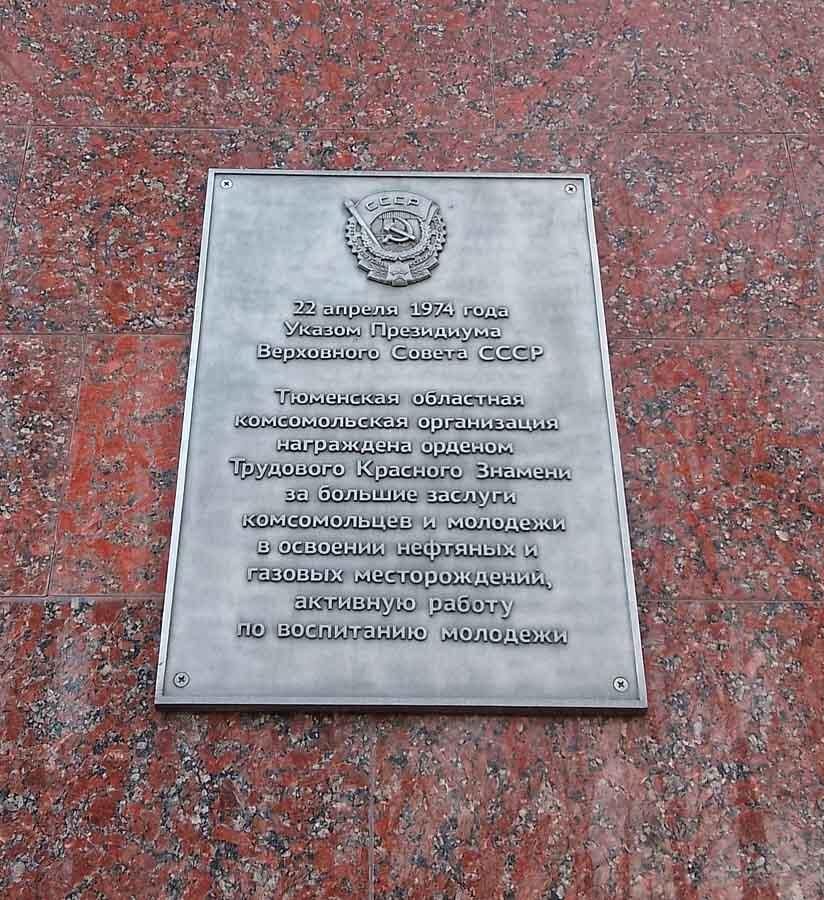 СССР
22 апреля 1974 года
Указом Президиума
Верховного Совета СССР
Тюменская областная
комсомольская организация
награждена орденом
Трудового Красного Знамени
за большие заслуги
комсомольцев и молодежи
в освоении нефтяных и
газовых месторождений,
активную работу
по воспитанию молодежи